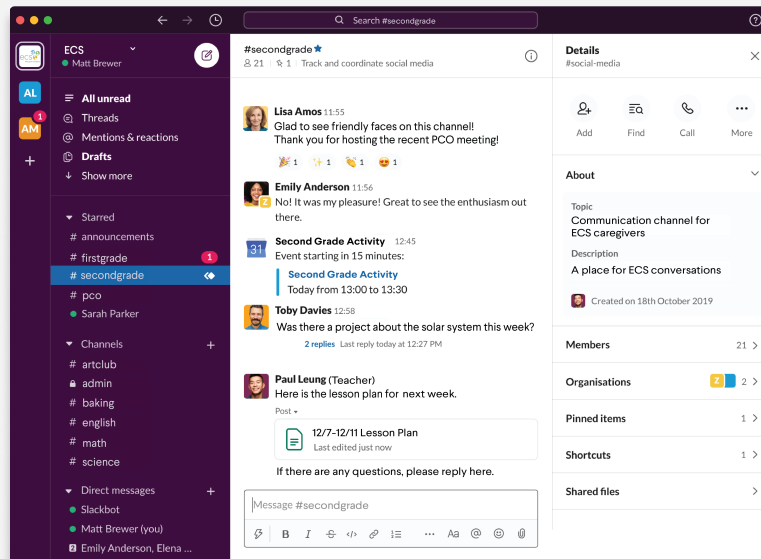 Search #secondgrade
ECS
Matt Brewer
AL
AM
1
All unread
Threads
Mentions & reactions
Drafts
Show more
Starred
# announcements
# firstgrade 1
# secondgrade
# pco
Sarah Parker
Channels
# artclub
admin
# baking
# english
# math
# science
Direct messages
Slackbot
Matt Brewer (you)
2 Emily Anderson, Elena ...
#secondgrade
21 | 1 | Track and coordinate social media
Lisa Amos 11:55
Glad to see friendly faces on this channel!
Thank you for hosting the recent PCO meeting!
1 1 1 1
Emily Anderson 11:56
Z
No! It was my pleasure! Great to see the enthusiasm out
there.
31
Second Grade Activity 12:45
Event starting in 15 minutes:
Second Grade Activity
Today from 13:00 to 13:30
Toby Davies 12:58
Was there a project about the solar system this week?
2 replies Last reply today at 12:27 PM
Paul Leung (Teacher)
Here is the lesson plan for next week.
Post
12/7-12/11 Lesson Plan
Last edited just now
If there are any questions, please reply here.
Message #secondgrade
B I S </> Aa @
Details
#social-media
Add Find Call More
About
Topic
Communication channel for
ECS caregivers
Description
A place for ECS conversations
Created on 18th October 2019
Members 21
Organisations Z 2
Pinned items 1
Shortcuts 1
Shared files